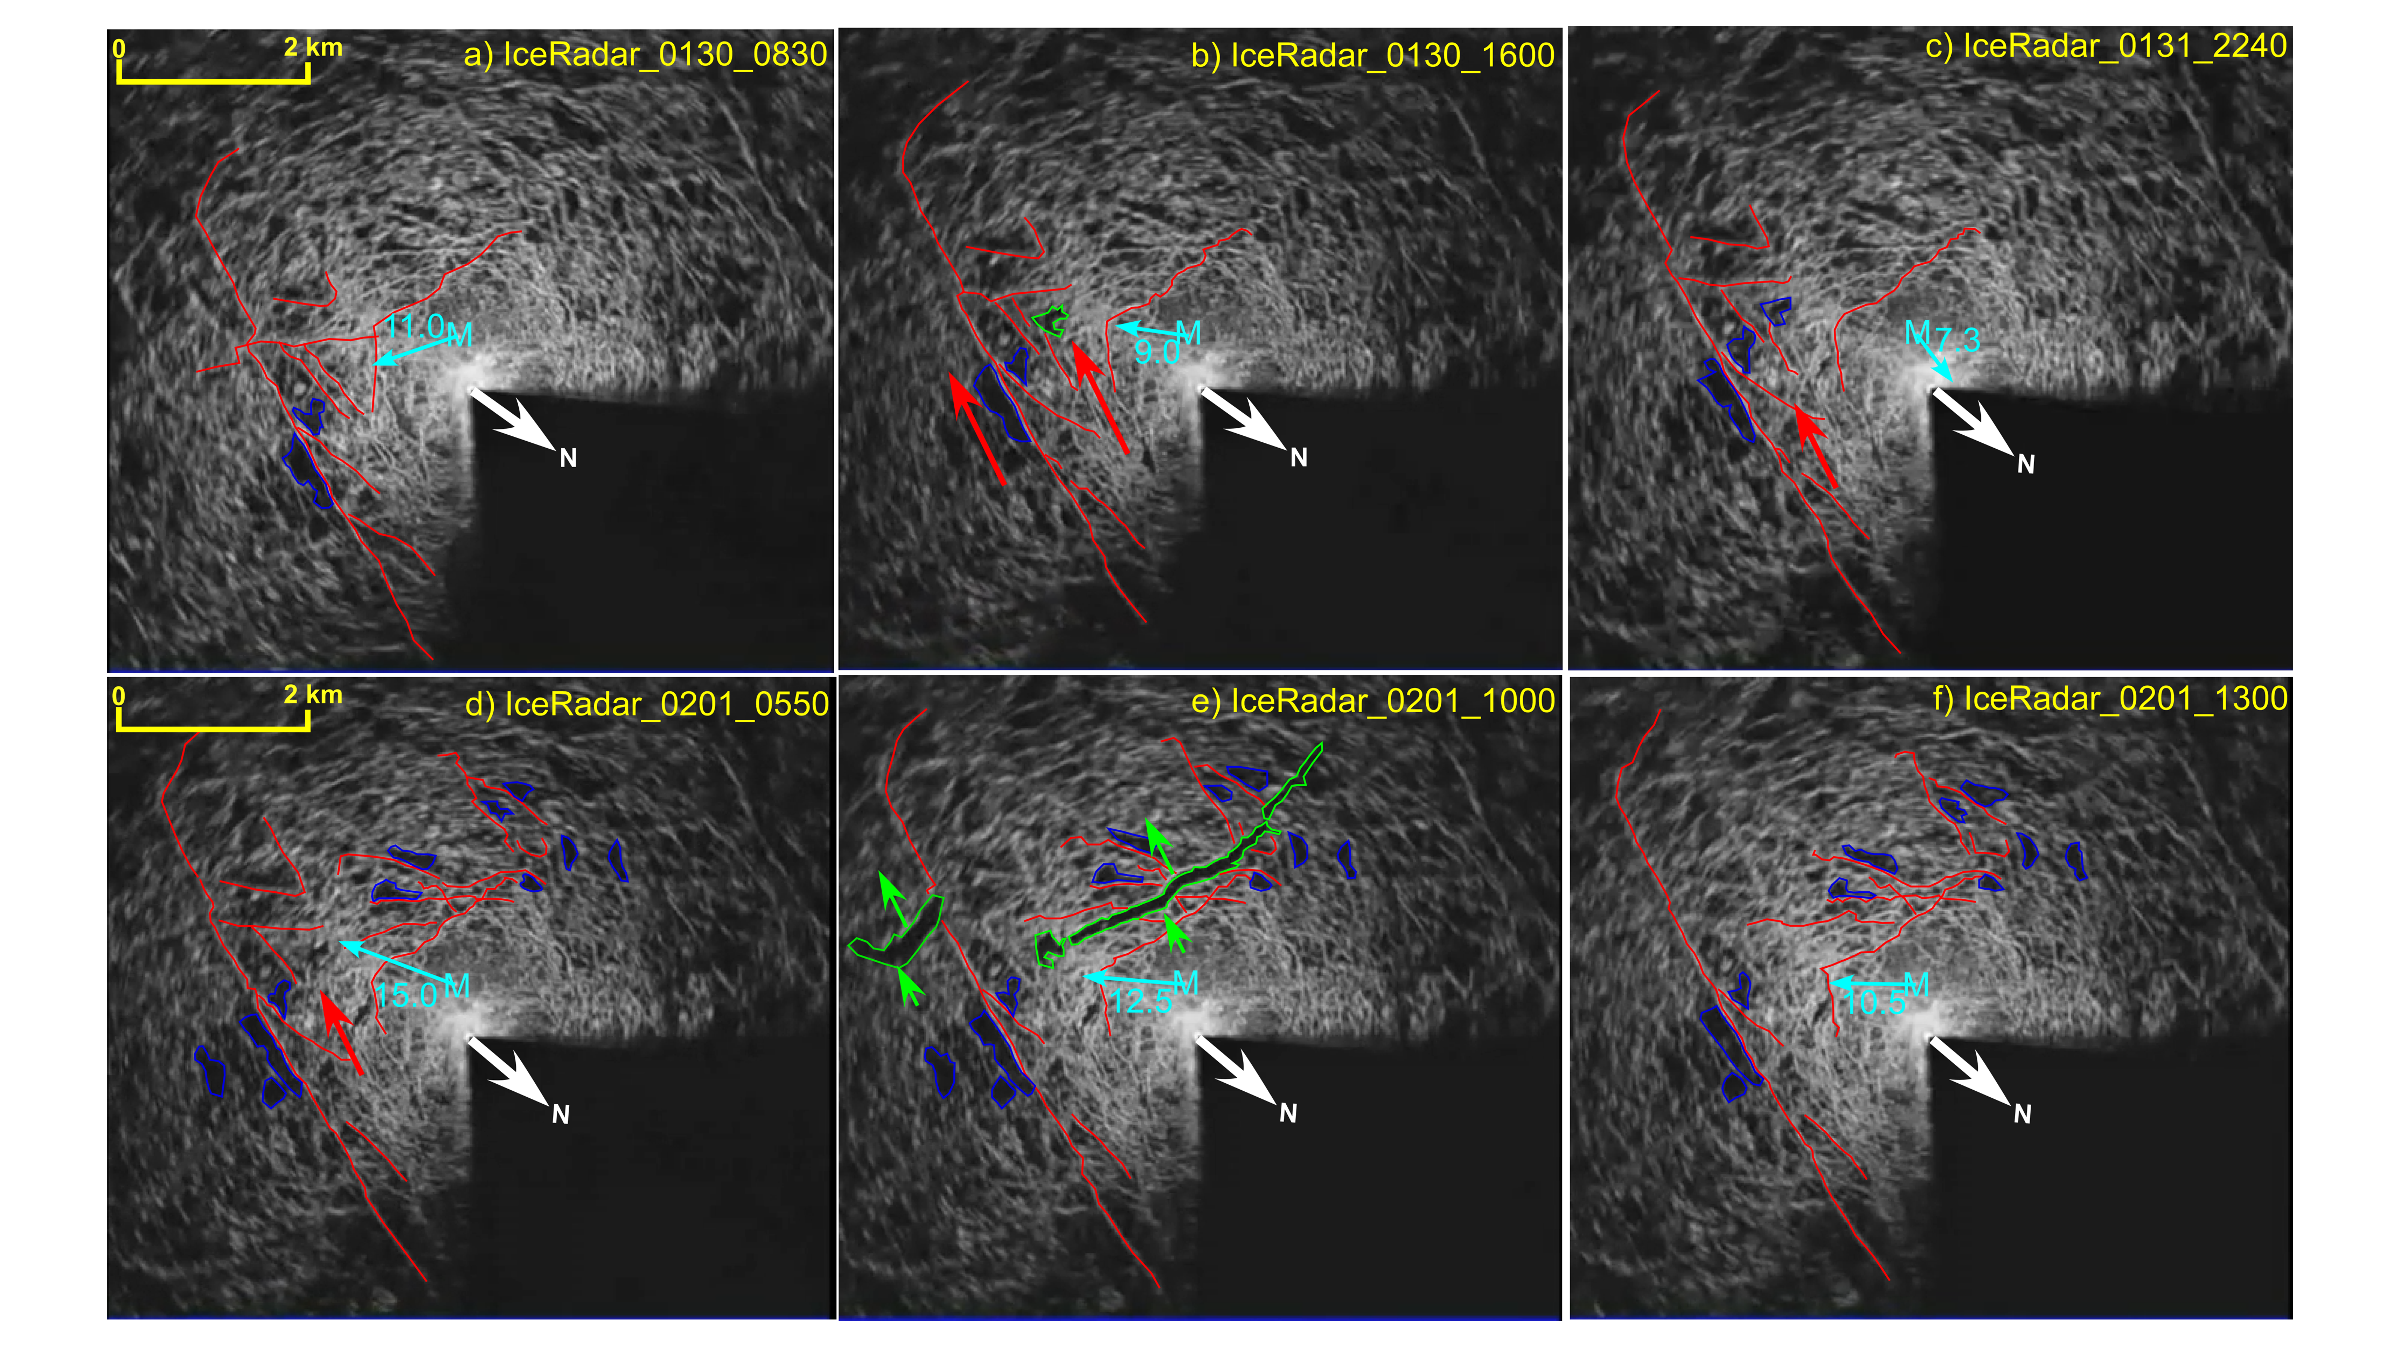 0 2 km
a) IceRadar_0130_0830
11.0 M
N
b) IceRadar_0130_1600
M
9.0
N
c) IceRadar_0131_2240
M 7.3
N
0 2 km
d) IceRadar_0201_0550
M
15.0
N
e) IceRadar_0201_1000
M
12.5
N
f) IceRadar_0201_1300
M
10.5
N